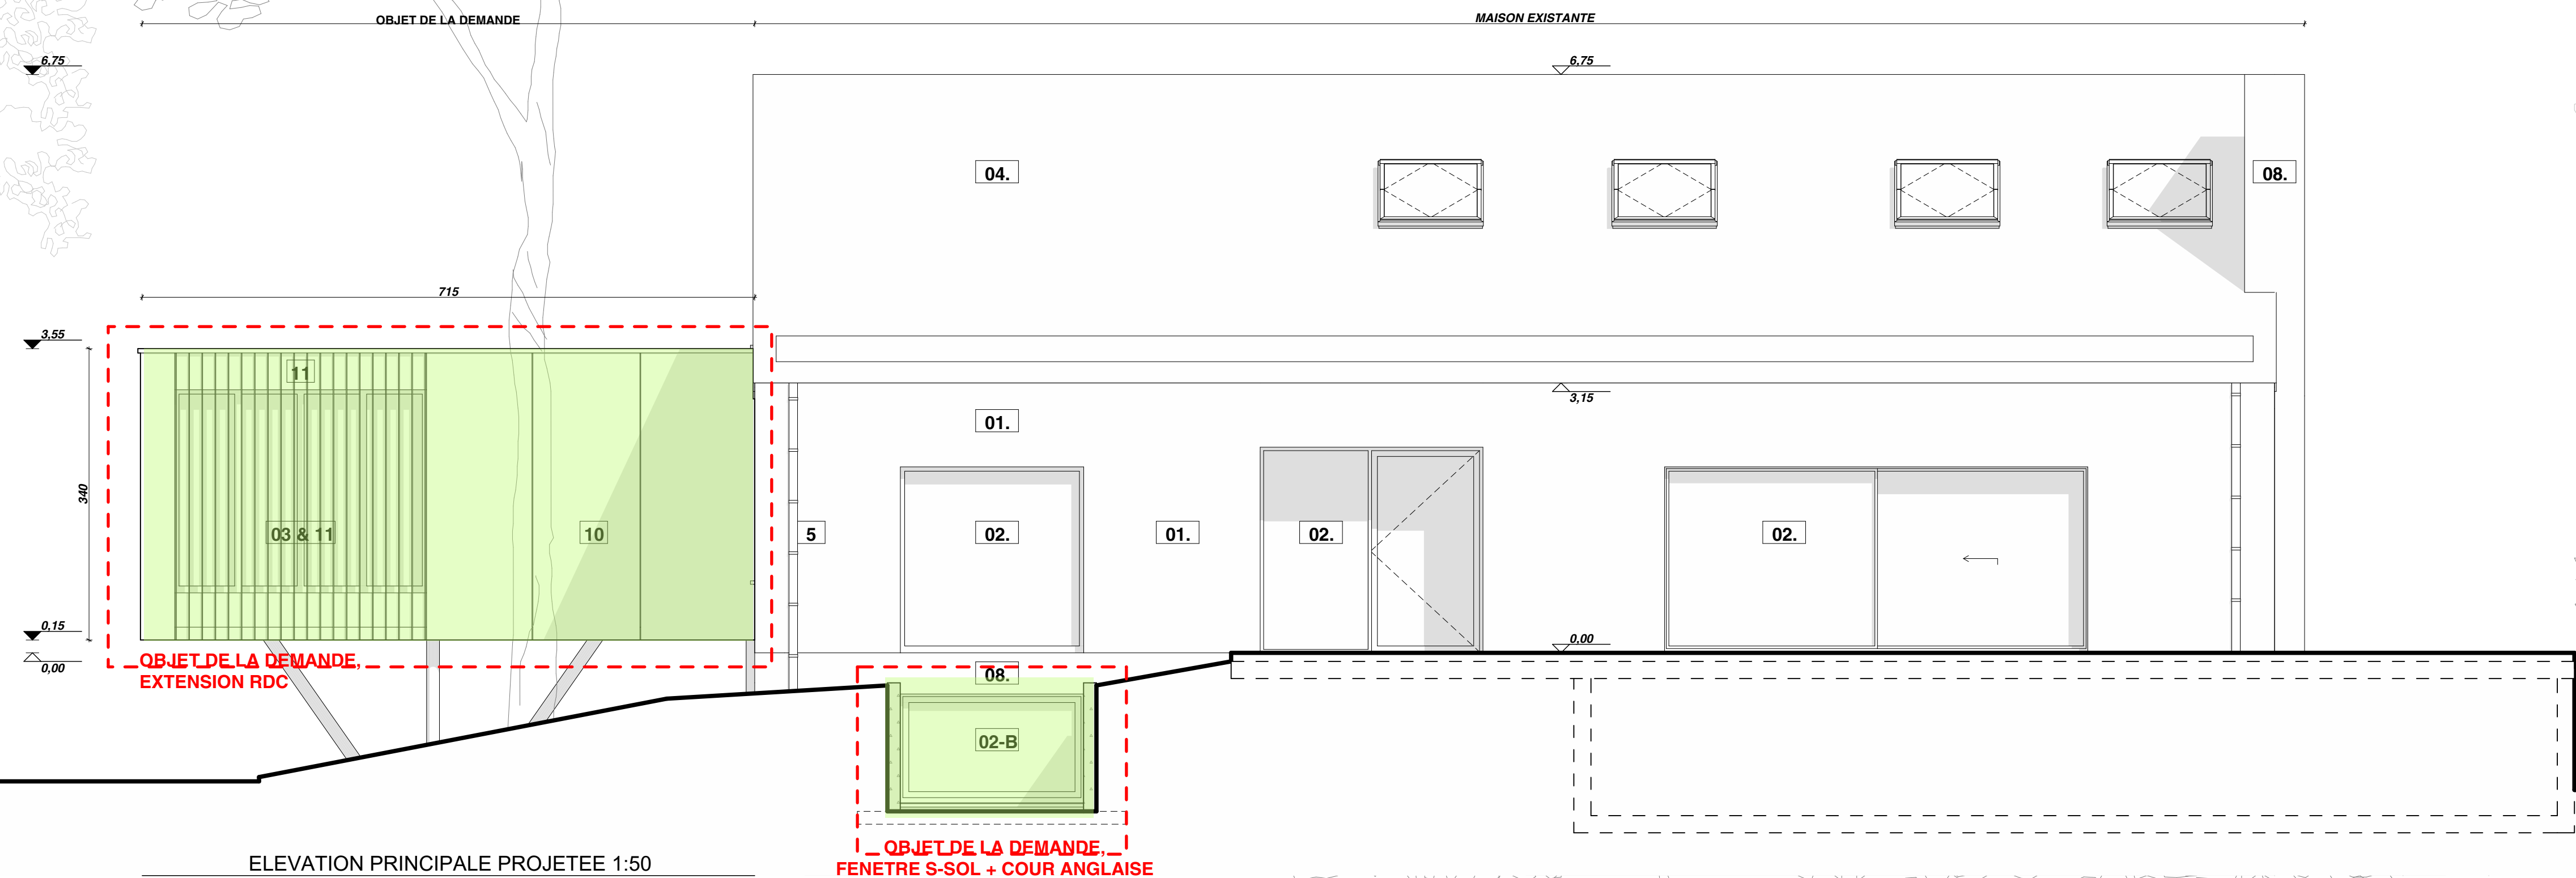 OBJET DE LA DEMANDE
MAISON EXISTANTE
6,75
6,75
04.
08.
715
3,55
11
3,15
01.
340
03 & 11
10
5
02.
01.
02.
02.
0,15
0,00
0,00
OBJET DE LA DEMANDE,
EXTENSION RDC
08.
02-B
OBJET DE LA DEMANDE,
FENETRE S-SOL + COUR ANGLAISE
ELEVATION PRINCIPALE PROJETEE 1:50